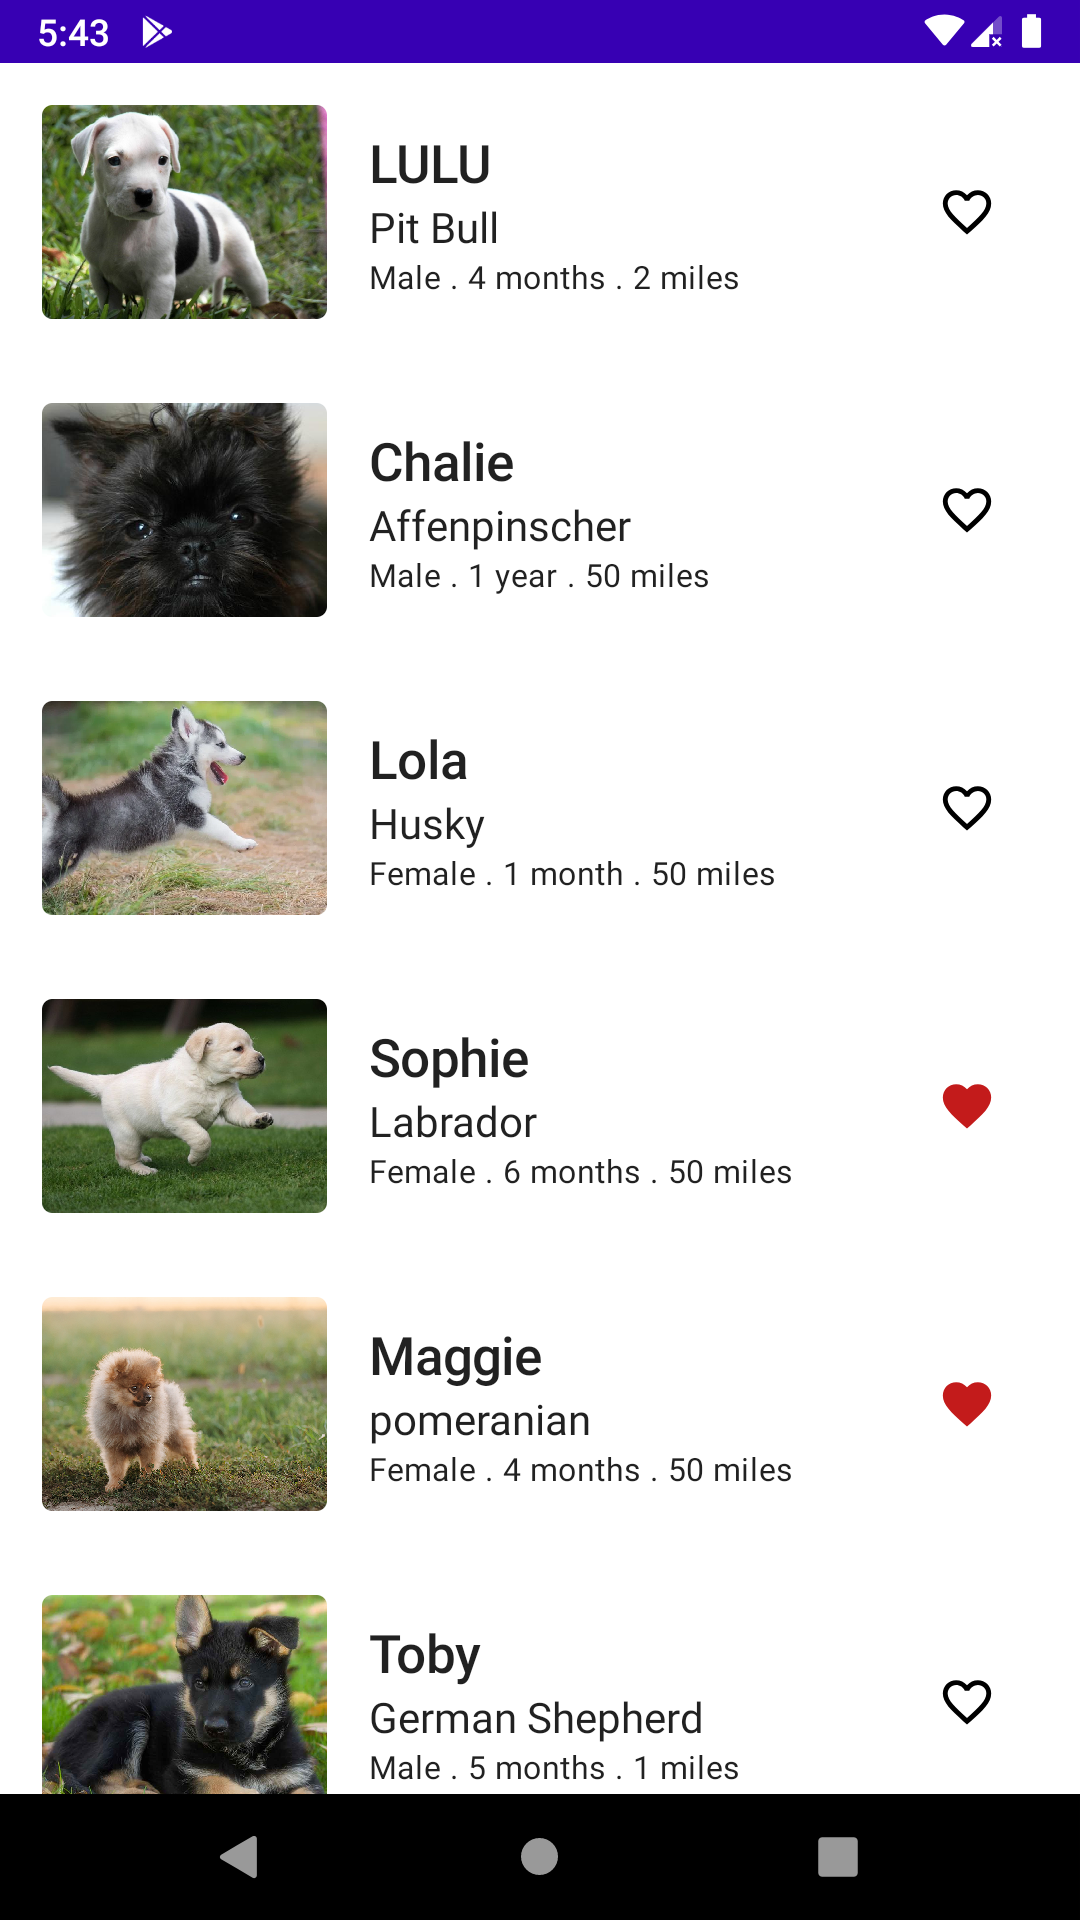 5:43
LULU
Pit Bull
Male . 4 months . 2 miles
Chalie
Affenpinscher
Male . 1 year . 50 miles
Lola
Husky
Female . 1 month . 50 miles
Sophie
Labrador
Female . 6 months . 50 miles
Maggie
pomeranian
Female . 4 months . 50 miles
Toby
German Shepherd
Male . 5 months . 1 miles